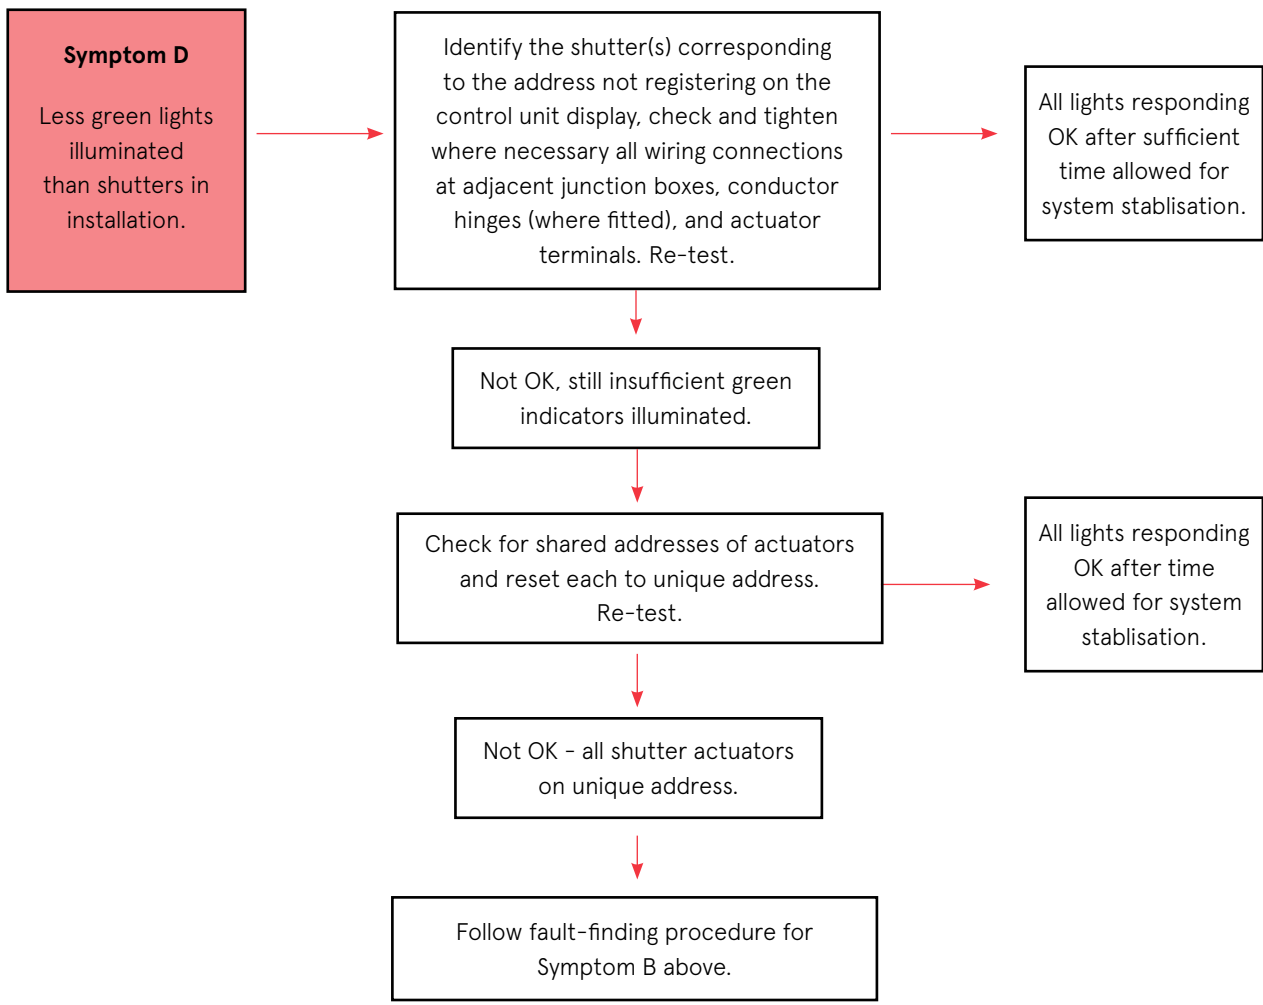 Symptom D
Less green lights
illuminated
than shutters in
installation.
Identify the shutter(s) corresponding
to the address not registering on the
control unit display, check and tighten
where necessary all wiring connections
at adjacent junction boxes, conductor
hinges (where fitted), and actuator
terminals. Re-test.
All lights responding
OK after sufficient
time allowed for
system stablisation.
Not OK, still insufficient green
indicators illuminated.
Check for shared addresses of actuators
and reset each to unique address.
Re-test.
All lights responding
OK after time
allowed for system
stablisation.
Not OK - all shutter actuators
on unique address.
Follow fault-finding procedure for
Symptom B above.